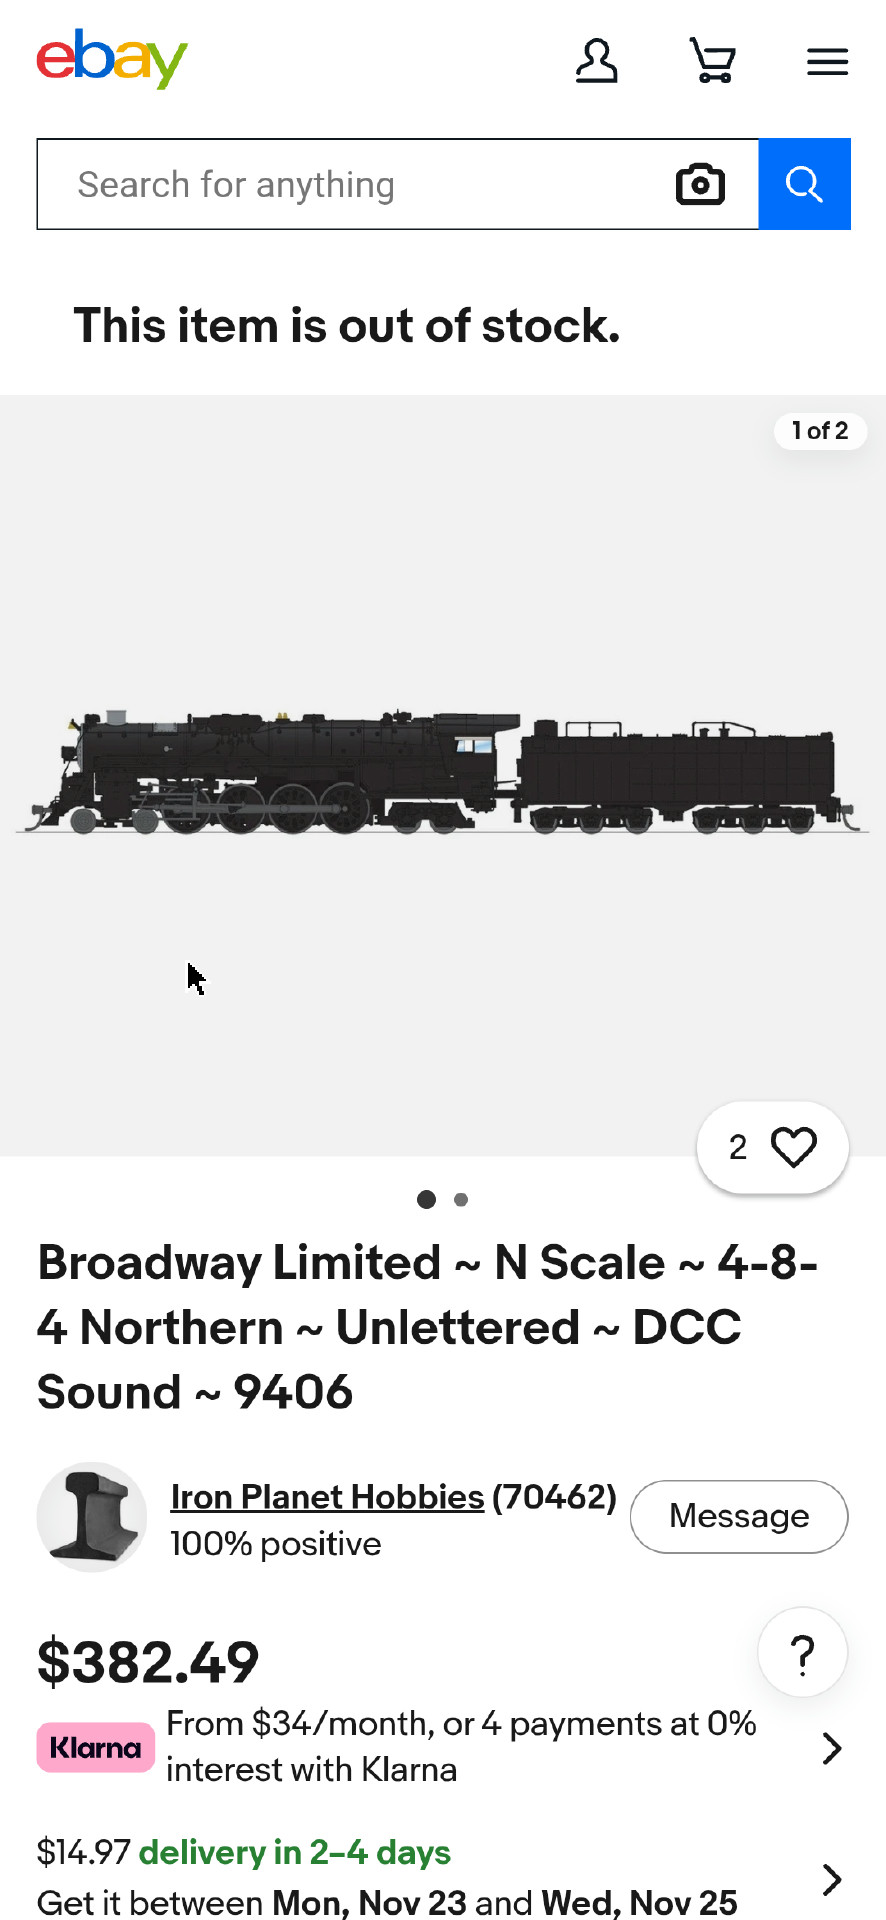 ebay
Search for anything
This item is out of stock.
1 of 2
2
Broadway Limited ~ N Scale ~ 4-8-
4 Northern ~ Unlettered ~ DCC
Sound ~ 9406
Iron Planet Hobbies (70462)
100% positive
Message
$382.49
?
Klarna
From $34/month, or 4 payments at 0%
interest with Klarna
$14.97 delivery in 2–4 days
Get it between Mon, Nov 23 and Wed, Nov 25